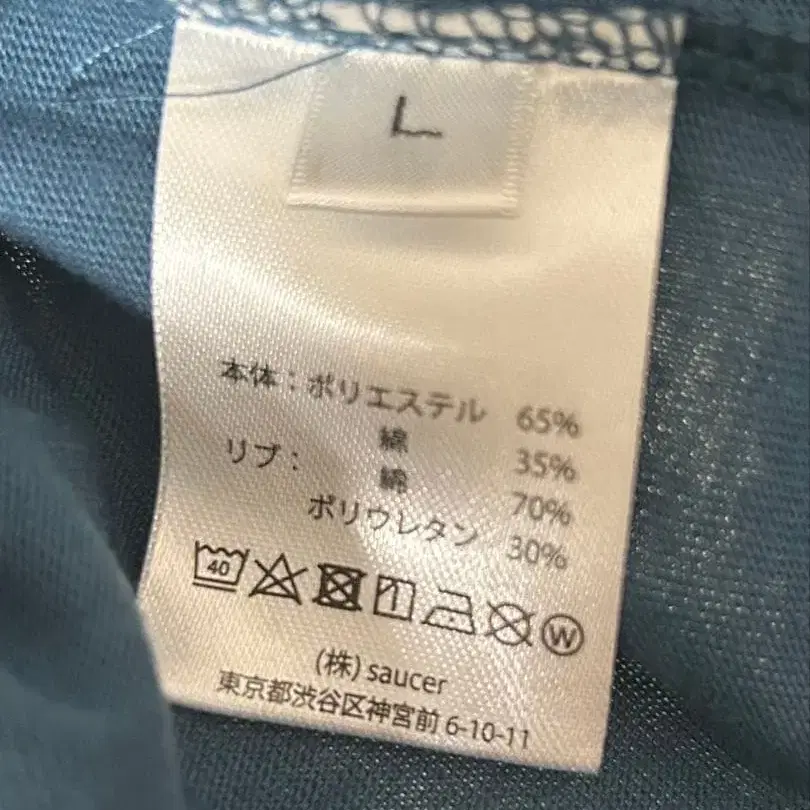 L
本体：ポリエステル 65%
綿 35%
リブ： 綿 70%
ポリウレタン 30%
40
W
(株) saucer
東京都渋谷区神宮前 6-10-11